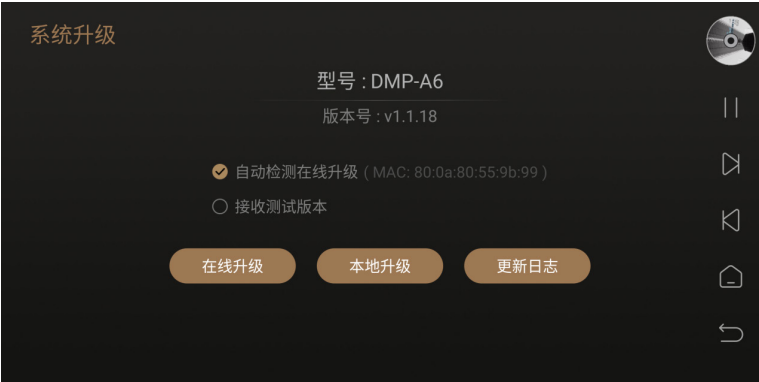 系统升级
型号 : DMP-A6
版本号 : v1.1.18
自动检测在线升级 ( MAC: 80:0a:80:55:9b:99 )
接收测试版本
在线升级 本地升级 更新日志